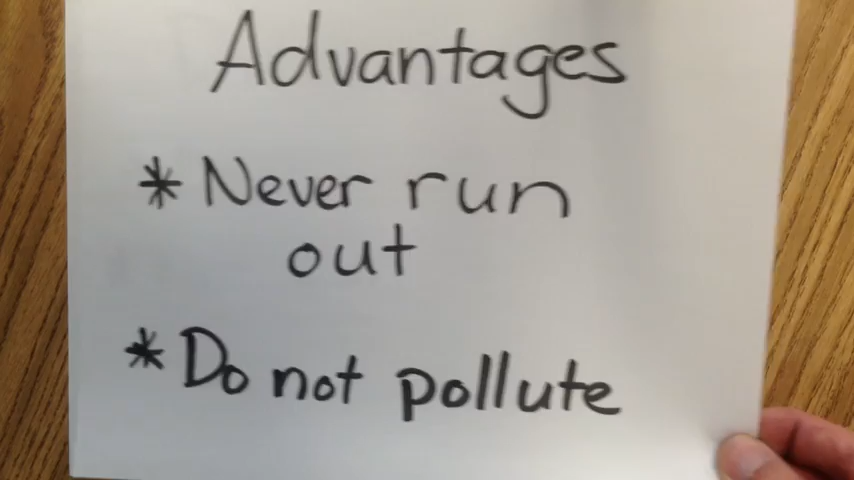 Advantages
* Never run
out
* Do not pollute